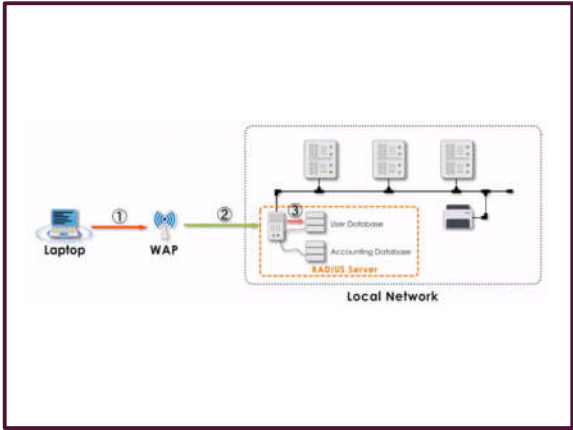 ①
②
③
User Database
Laptop
WAP
Accounting Database
RADIUS Server
Local Network